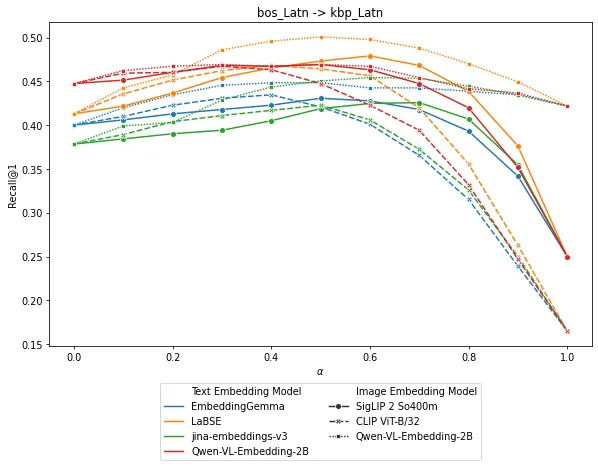 bos_Latn -> kbp_Latn
Recall@1
0.50
0.45
0.40
0.35
0.30
0.25
0.20
0.15
0.0 0.2 0.4 0.6 0.8 1.0
α
Text Embedding Model
EmbeddingGemma
LaBSE
jina-embeddings-v3
Qwen-VL-Embedding-2B
Image Embedding Model
SigLIP 2 So400m
CLIP ViT-B/32
Qwen-VL-Embedding-2B